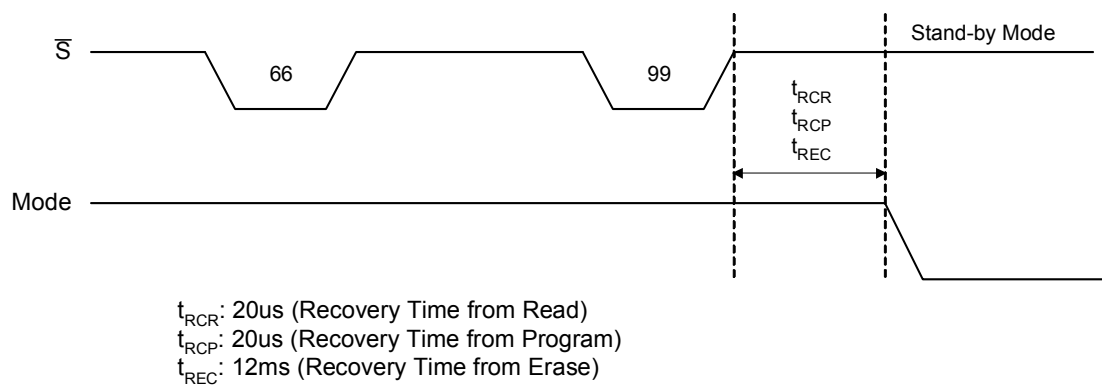 Stand-by Mode
S̅
66
99
tRCR
tRCP
tREC
Mode
tRCR: 20us (Recovery Time from Read)
tRCP: 20us (Recovery Time from Program)
tREC: 12ms (Recovery Time from Erase)